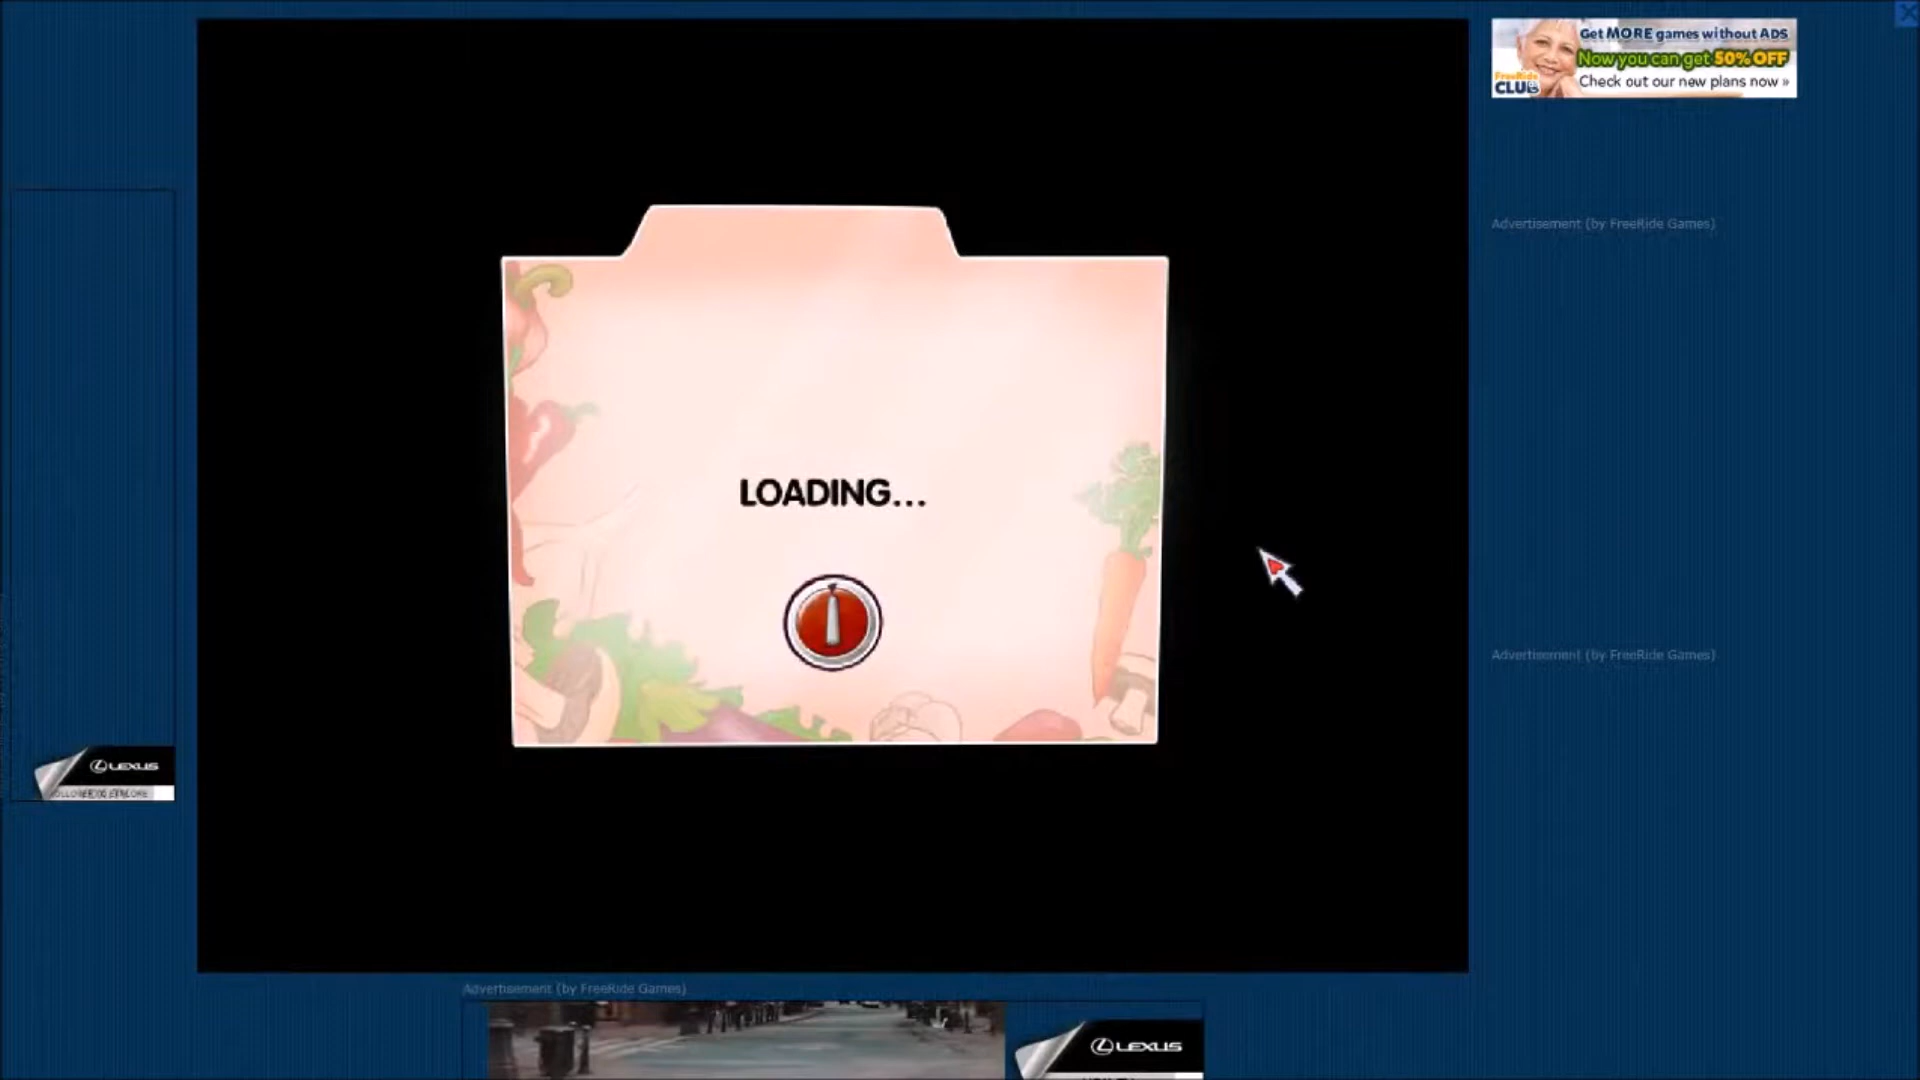 Get MORE games without ADS
Now you can get 50% OFF
FreeRide
CLUB
Check out our new plans now »
Advertisement (by FreeRide Games)
LOADING...
Advertisement (by FreeRide Games)
LEXUS
Advertisement (by FreeRide Games)
LEXUS